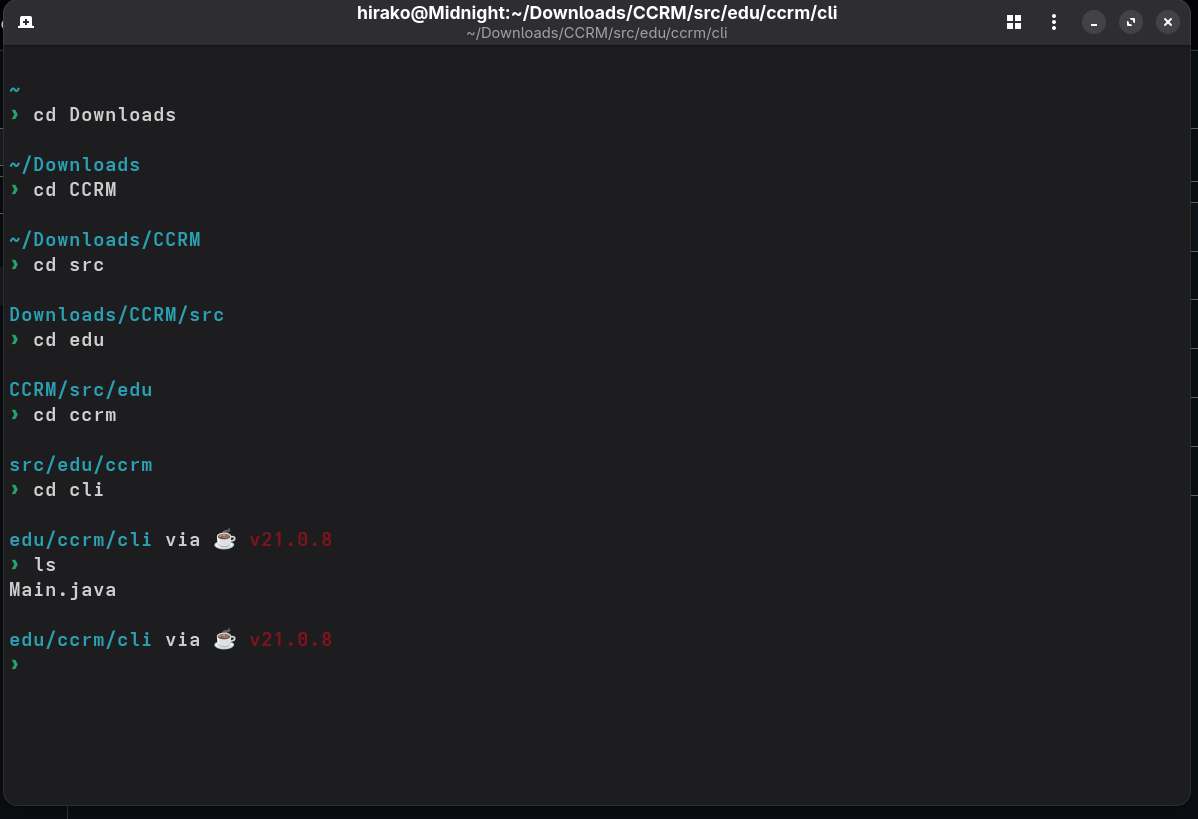 hirako@Midnight:~/Downloads/CCRM/src/edu/ccrm/cli
~/Downloads/CCRM/src/edu/ccrm/cli
~
❯ cd Downloads
~/Downloads
❯ cd CCRM
~/Downloads/CCRM
❯ cd src
Downloads/CCRM/src
❯ cd edu
CCRM/src/edu
❯ cd ccrm
src/edu/ccrm
❯ cd cli
edu/ccrm/cli via ☕ v21.0.8
❯ ls
Main.java
edu/ccrm/cli via ☕ v21.0.8
❯